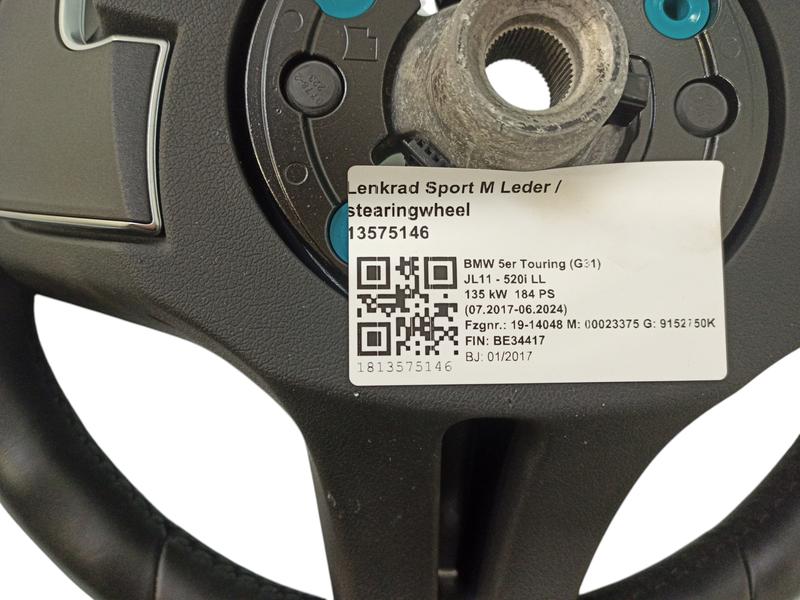 Lenkrad Sport M Leder /
stearingwheel
13575146
BMW 5er Touring (G31)
JL11 - 520i LL
135 kW 184 PS
(07.2017-06.2024)
Fzgnr.: 19-14048 M: 00023375 G: 9152750K
FIN: BE34417
BJ: 01/2017
1813575146